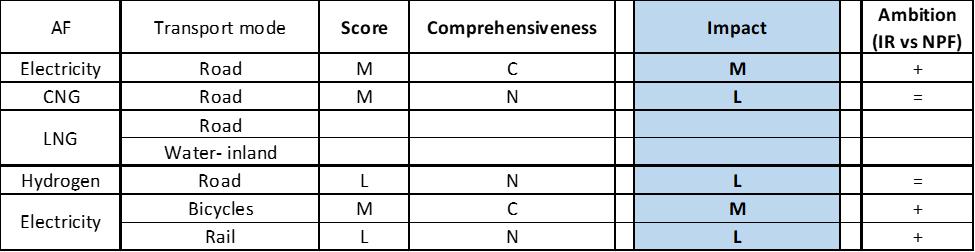 AF Transport mode Score Comprehensiveness Impact Ambition
(IR vs NPF)
Electricity Road M C M +
CNG Road M N L =
LNG Road
Water- inland
Hydrogen Road L N L =
Electricity Bicycles M C M +
Rail L N L +